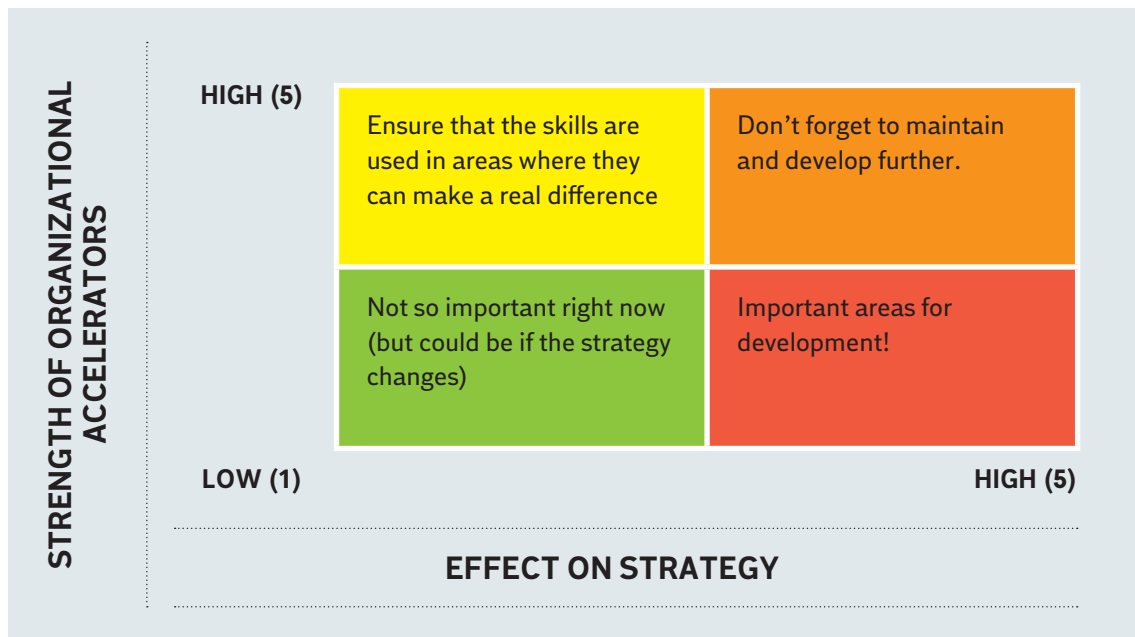 STRENGTH OF ORGANIZATIONAL
ACCELERATORS
HIGH (5)
Ensure that the skills are
used in areas where they
can make a real difference
Don’t forget to maintain
and develop further.
Not so important right now
(but could be if the strategy
changes)
Important areas for
development!
LOW (1)
HIGH (5)
EFFECT ON STRATEGY